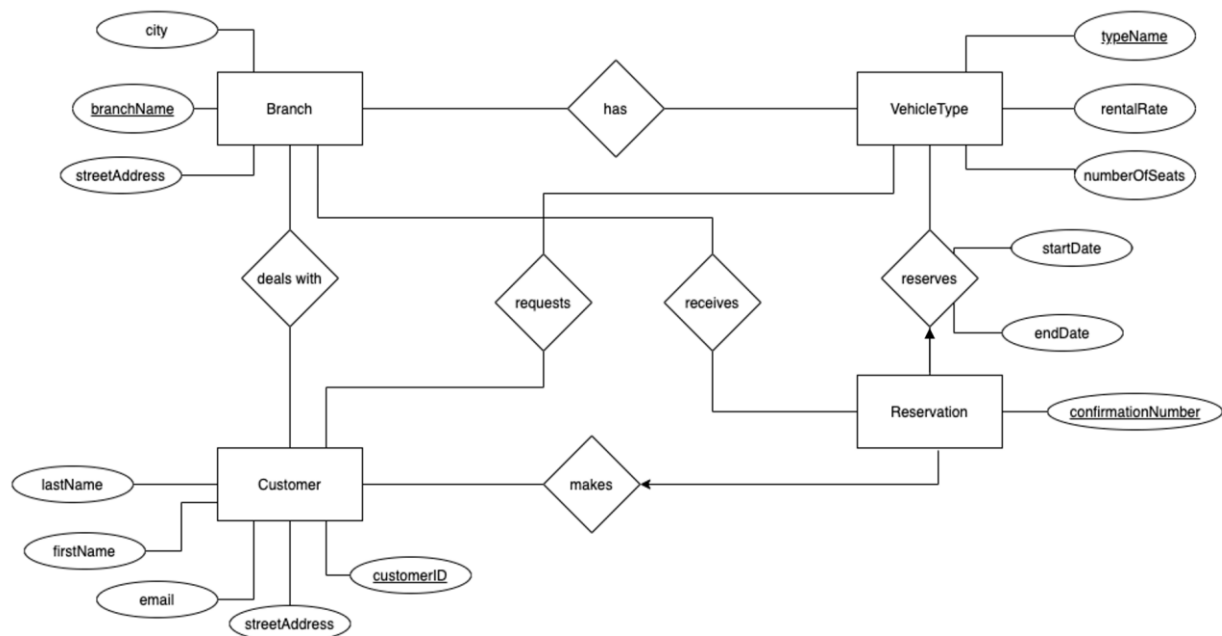 city
typeName
branchName
Branch
has
VehicleType
rentalRate
streetAddress
numberOfSeats
deals with
requests
receives
reserves
startDate
endDate
Reservation
confirmationNumber
lastName
Customer
makes
firstName
customerID
email
streetAddress